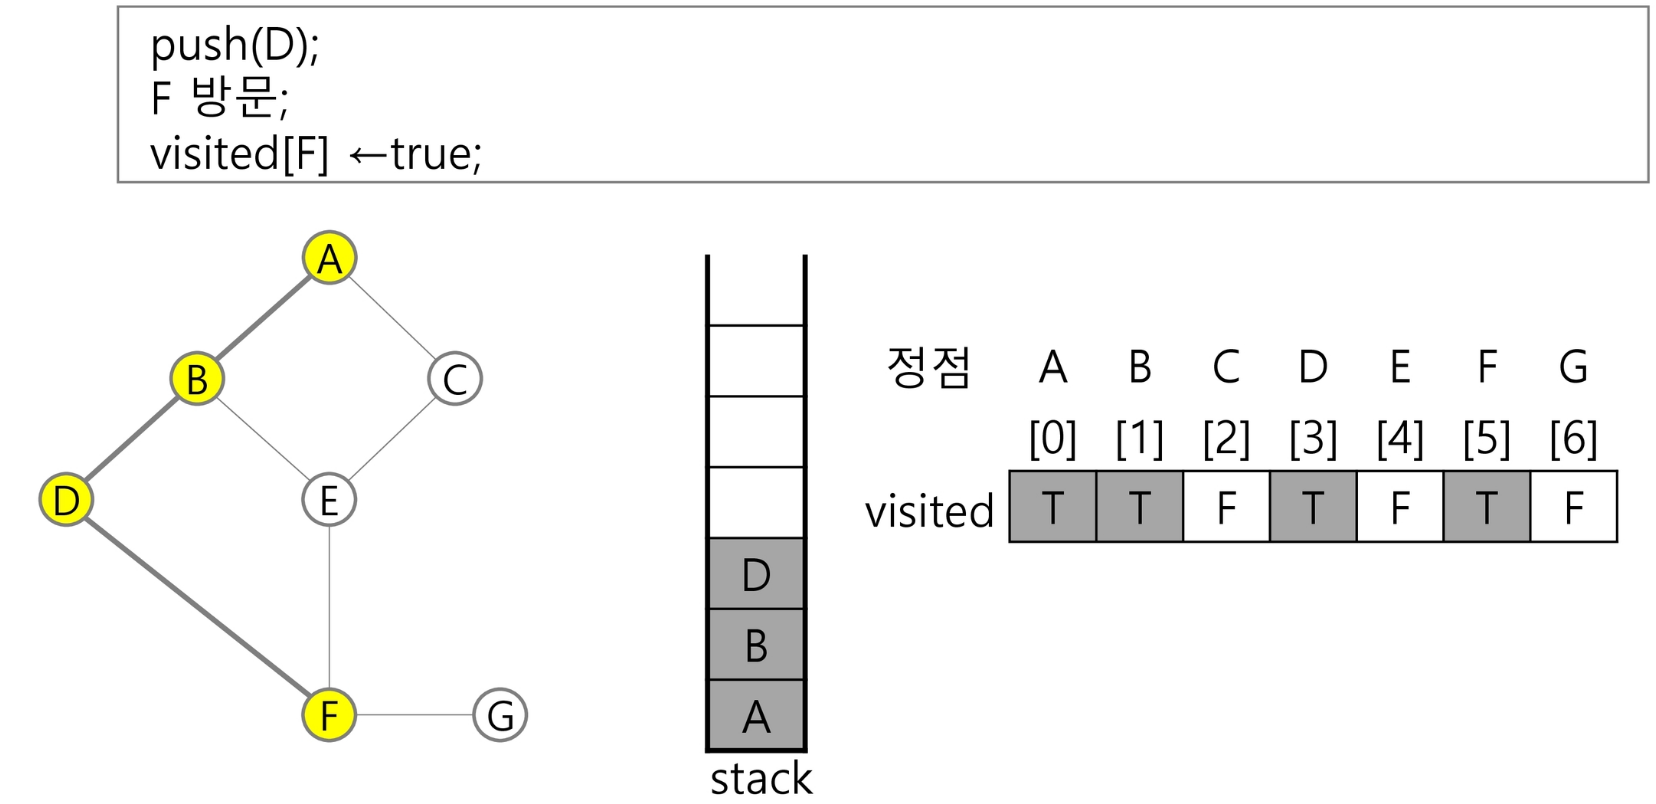 push(D);
F 방문;
visited[F] ←true;
A
B
C
D
E
F
G
D
B
A
stack
정점 A B C D E F G
[0] [1] [2] [3] [4] [5] [6]
visited T T F T F T F